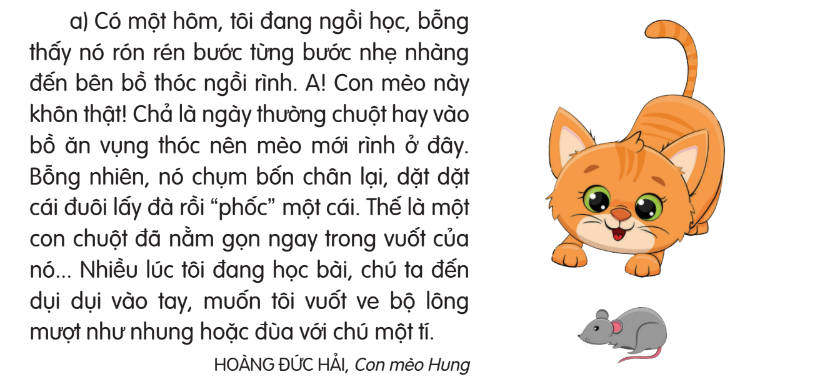 a) Có một hôm, tôi đang ngồi học, bỗng
thấy nó rón rén bước từng bước nhẹ nhàng
đến bên bồ thóc ngồi rình. A! Con mèo này
khôn thật! Chả là ngày thường chuột hay vào
bồ ăn vụng thóc nên mèo mới rình ở đây.
Bỗng nhiên, nó chụm bốn chân lại, dặt dặt
cái đuôi lấy đà rồi “phốc” một cái. Thế là một
con chuột đã nằm gọn ngay trong vuốt của
nó... Nhiều lúc tôi đang học bài, chú ta đến
dụi dụi vào tay, muốn tôi vuốt ve bộ lông
mượt như nhung hoặc đùa với chú một tí.
HOÀNG ĐỨC HẢI, Con mèo Hung